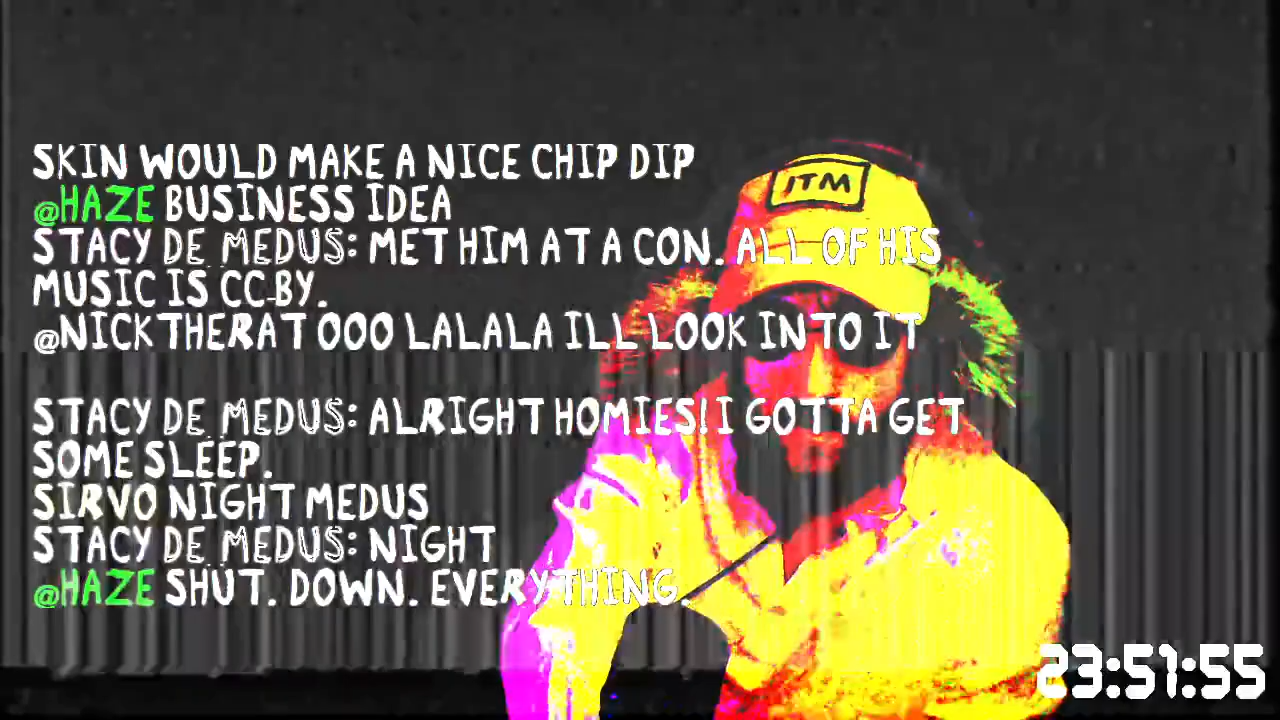 SKIN WOULD MAKE A NICE CHIP DIP
@HAZE BUSINESS IDEA
STACY DE MEDUS: MET HIM AT A CON. ALL OF HIS
MUSIC IS CC-BY.
@NICKTHERAT OOO LALALA ILL LOOK INTO IT
STACY DE MEDUS: ALRIGHT HOMIES! I GOTTA GET
SOME SLEEP.
SIRVO NIGHT MEDUS
STACY DE MEDUS: NIGHT
@HAZE SHUT. DOWN. EVERYTHING.
ITM
23:51:55